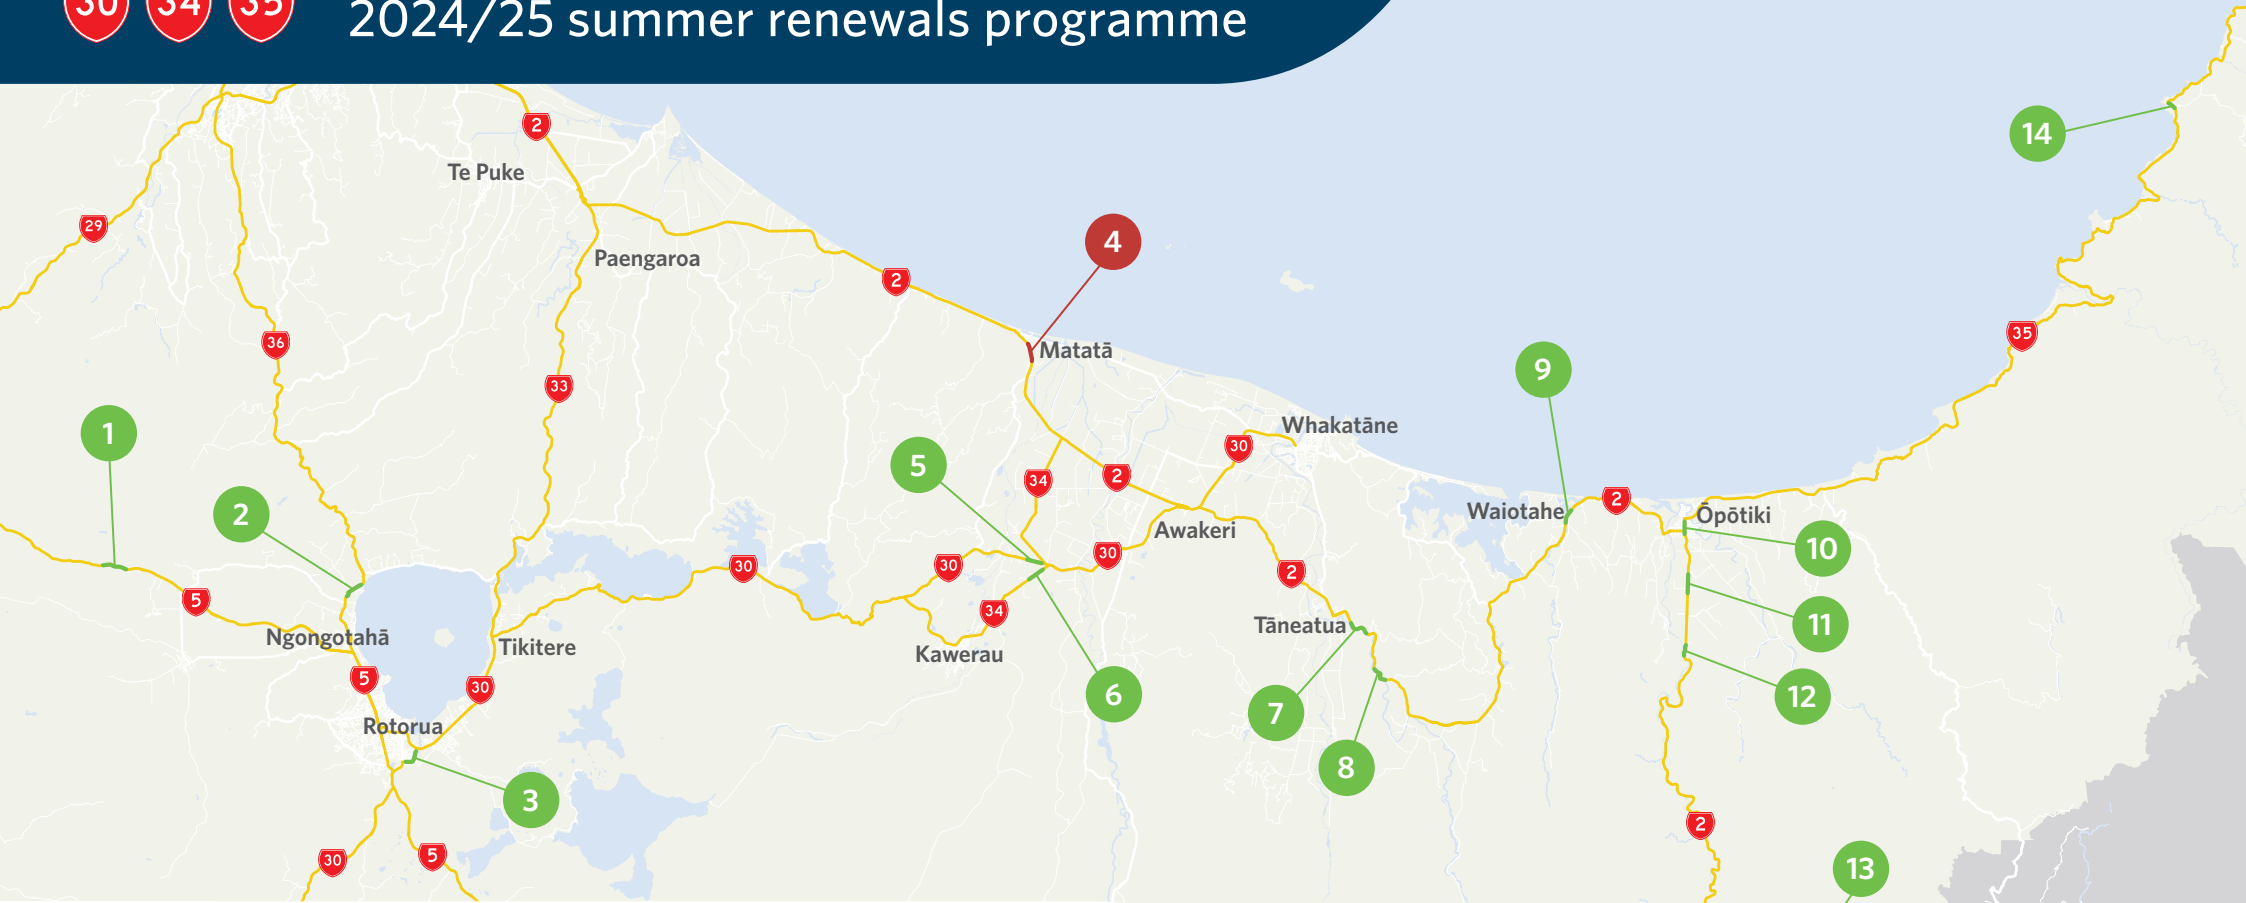 30 34 35
2024/25 summer renewals programme
2
14
Te Puke
29
4
Paengaroa
2
35
36
Matatā
9
33
1
Whakatāne
30
5
34
2
2
2
Waiotahe
Ōpōtiki
Awakeri
10
30
30
30
2
5
34
11
Tāneatua
Ngongotahā
Tikitere
Kawerau
5
30
6
12
7
Rotorua
8
3
2
30
5
13